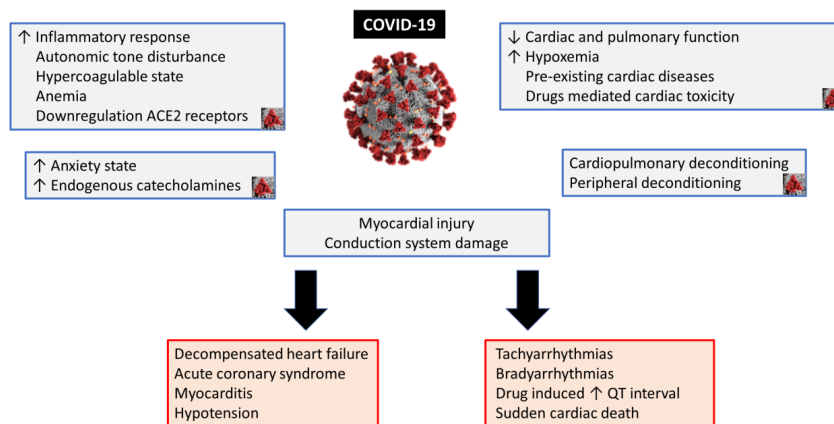 COVID-19
↑ Inflammatory response
Autonomic tone disturbance
Hypercoagulable state
Anemia
Downregulation ACE2 receptors
↓ Cardiac and pulmonary function
↑ Hypoxemia
Pre-existing cardiac diseases
Drugs mediated cardiac toxicity
↑ Anxiety state
↑ Endogenous catecholamines
Cardiopulmonary deconditioning
Peripheral deconditioning
Myocardial injury
Conduction system damage
Decompensated heart failure
Acute coronary syndrome
Myocarditis
Hypotension
Tachyarrhythmias
Bradyarrhythmias
Drug induced ↑ QT interval
Sudden cardiac death